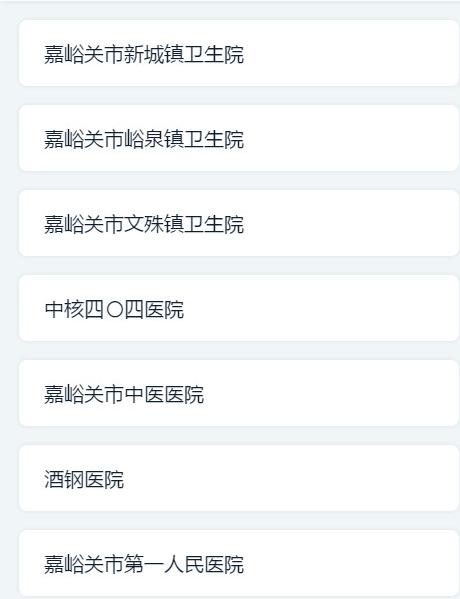 嘉峪关市新城镇卫生院
嘉峪关市峪泉镇卫生院
嘉峪关市文殊镇卫生院
中核四〇四医院
嘉峪关市中医医院
酒钢医院
嘉峪关市第一人民医院